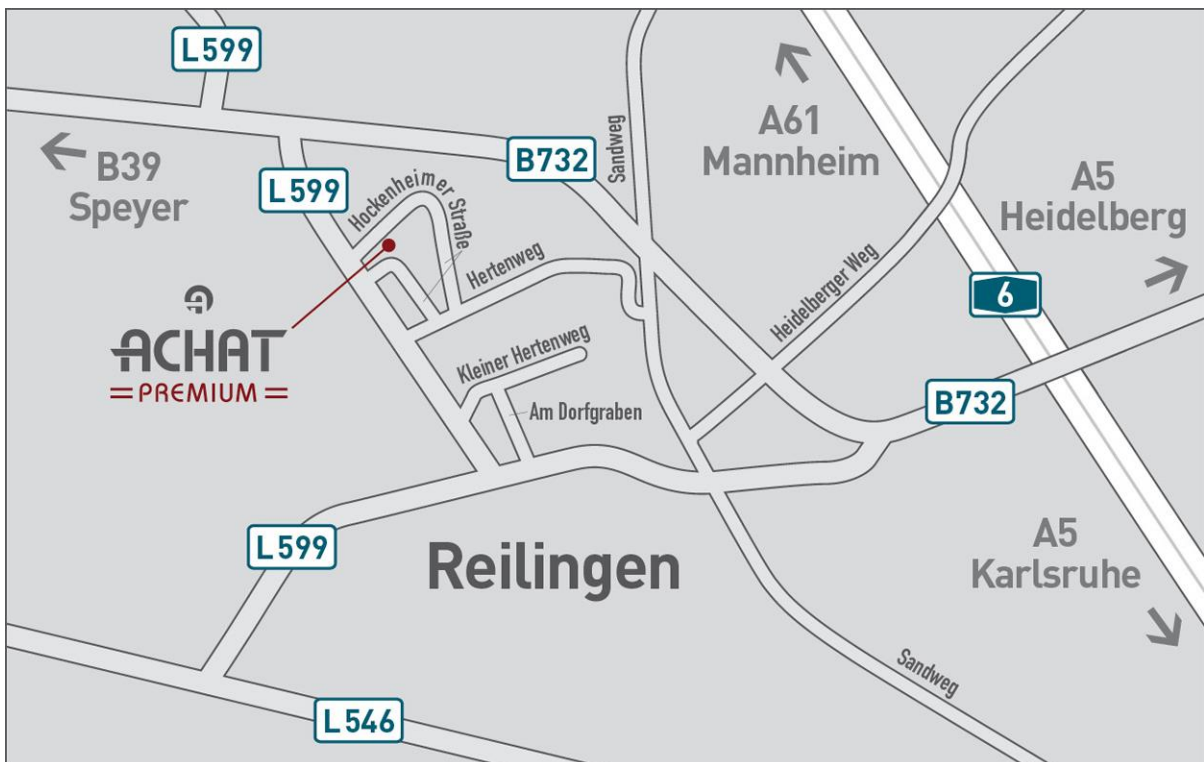 L599
B732
B39
Speyer
L599
Hockenheimer
Straße
Sandweg
A61
Mannheim
A5
Heidelberg
Hertenweg
Heidelberger Weg
6
ACHAT
PREMIUM
Kleiner Hertenweg
Am Dorfgraben
B732
L599
Reilingen
A5
Karlsruhe
Sandweg
L546